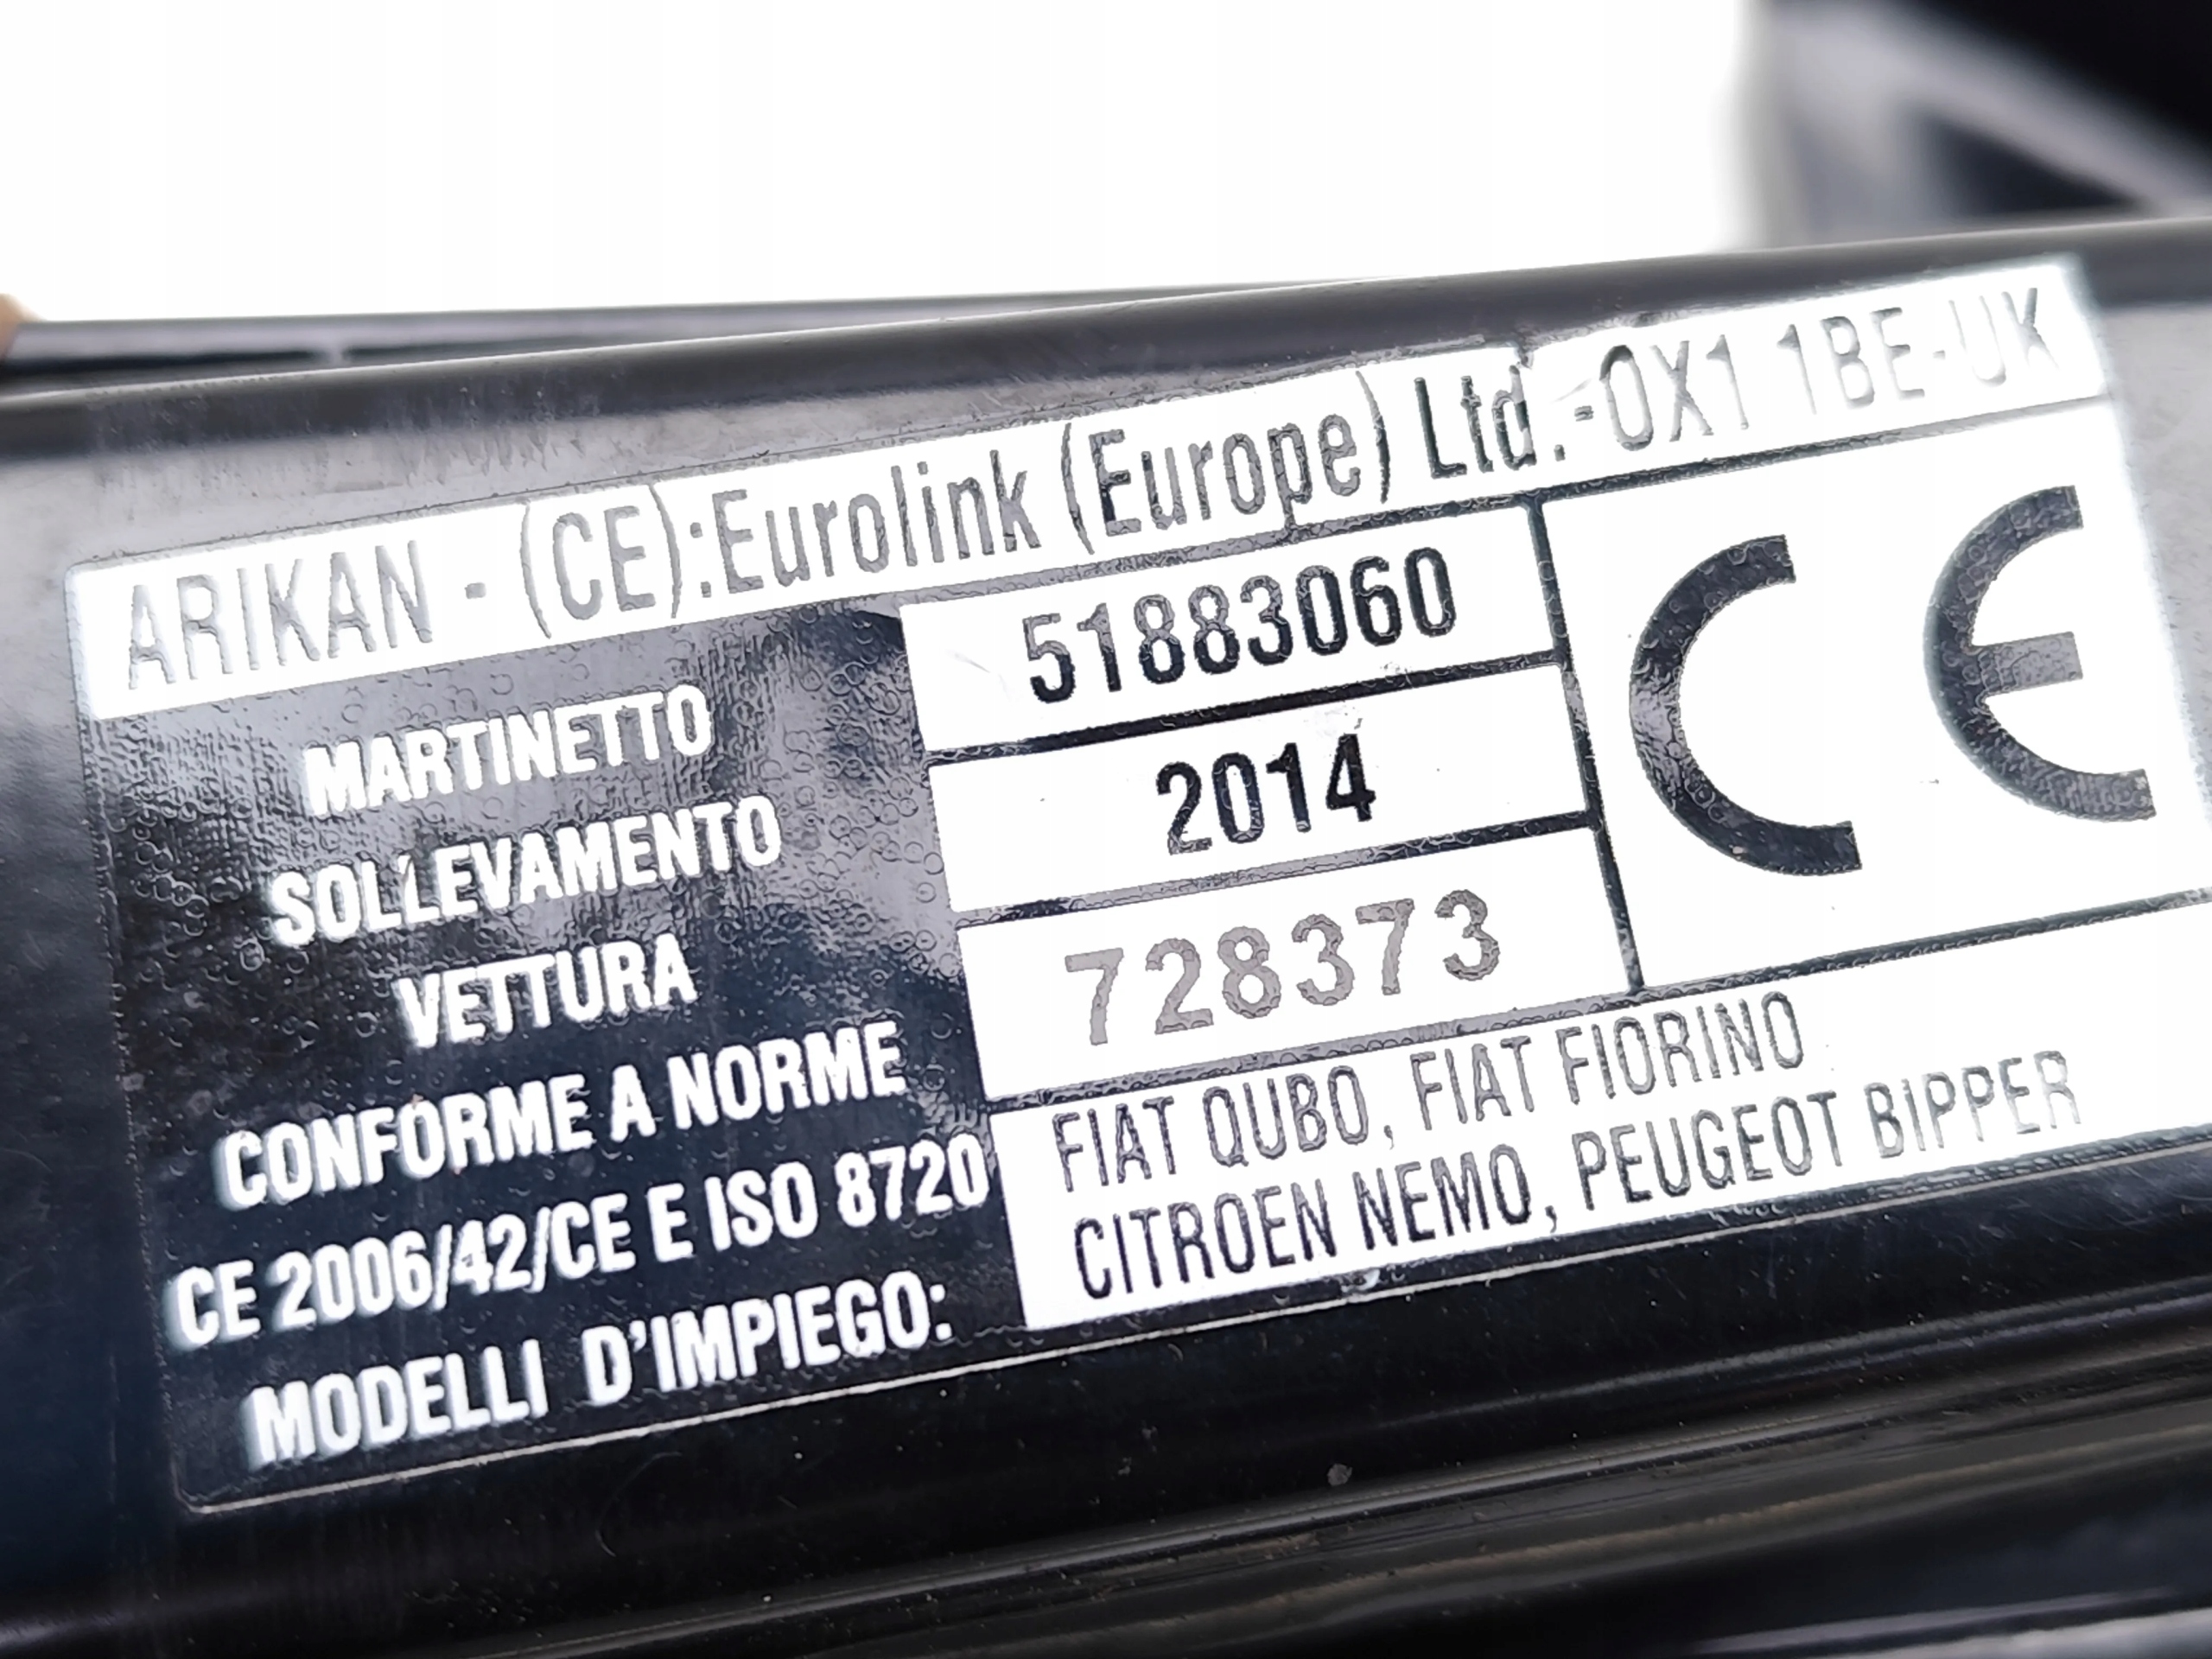 ARIKAN - (CE):Eurolink (Europe) Ltd.-OX1 1BE-UK
MARTINETTO
SOLLEVAMENTO
VETTURA
CONFORME A NORME
CE 2006/42/CE E ISO 8720
MODELLI D'IMPIEGO:
51883060
2014
728373
CE
FIAT QUBO, FIAT FIORINO
CITROEN NEMO, PEUGEOT BIPPER